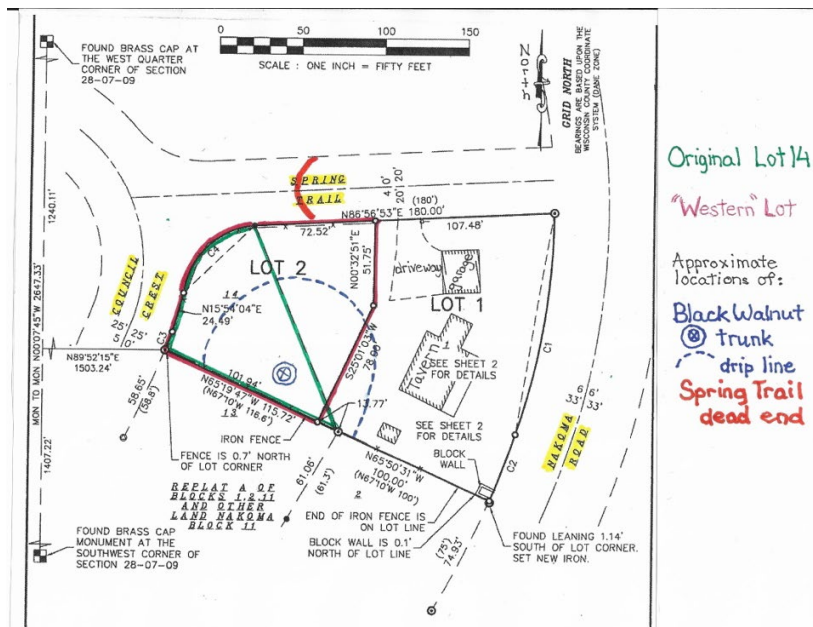 0
50
100
150
SCALE : ONE INCH = FIFTY FEET
FOUND BRASS CAP AT
THE WEST QUARTER
CORNER OF SECTION
28-07-09
North
GRID NORTH
BEARINGS ARE BASED UPON THE
WISCONSIN COUNTY COORDINATE
SYSTEM (DANE ZONE)
Original Lot 14
"Western" Lot
Approximate
locations of:
Black Walnut
trunk
drip line
Spring Trail
dead end
SPRING
TRAIL
4 0'
20' 20'
(180')
N86°56'53"E 180.00'
72.52'
107.48'
1240.11'
MON TO MON N00°07'45"W 2647.33'
1407.22'
C4
LOT 2
N00°32'51"E
51.75'
driveway
garage
LOT 1
COUNCIL
CREST
25' 25'
5 0'
14
N15°54'04"E
24.49'
C3
S25°01'03"W
78.90'
Tavern
1
SEE SHEET 2
FOR DETAILS
C1
N89°52'15"E
1503.24'
101.94'
N65°19'47"W 115.72'
(N67°10'W 116.6')
13
13.77'
6 6'
33' 33'
NAKOMA
ROAD
58.65'
(58.8')
IRON FENCE
FENCE IS 0.7' NORTH
OF LOT CORNER
SEE SHEET 2
FOR DETAILS
BLOCK
WALL
C2
61.06'
(61.3')
N65°50'31"W
100.00'
(N67°10'W 100')
2
REPLAT A OF
BLOCKS 1,2,11
AND OTHER
LAND NAKOMA
BLOCK 11
END OF IRON FENCE IS
ON LOT LINE
BLOCK WALL IS 0.1'
NORTH OF LOT LINE
(75')
74.93'
FOUND LEANING 1.14'
SOUTH OF LOT CORNER.
SET NEW IRON.
FOUND BRASS CAP
MONUMENT AT THE
SOUTHWEST CORNER OF
SECTION 28-07-09